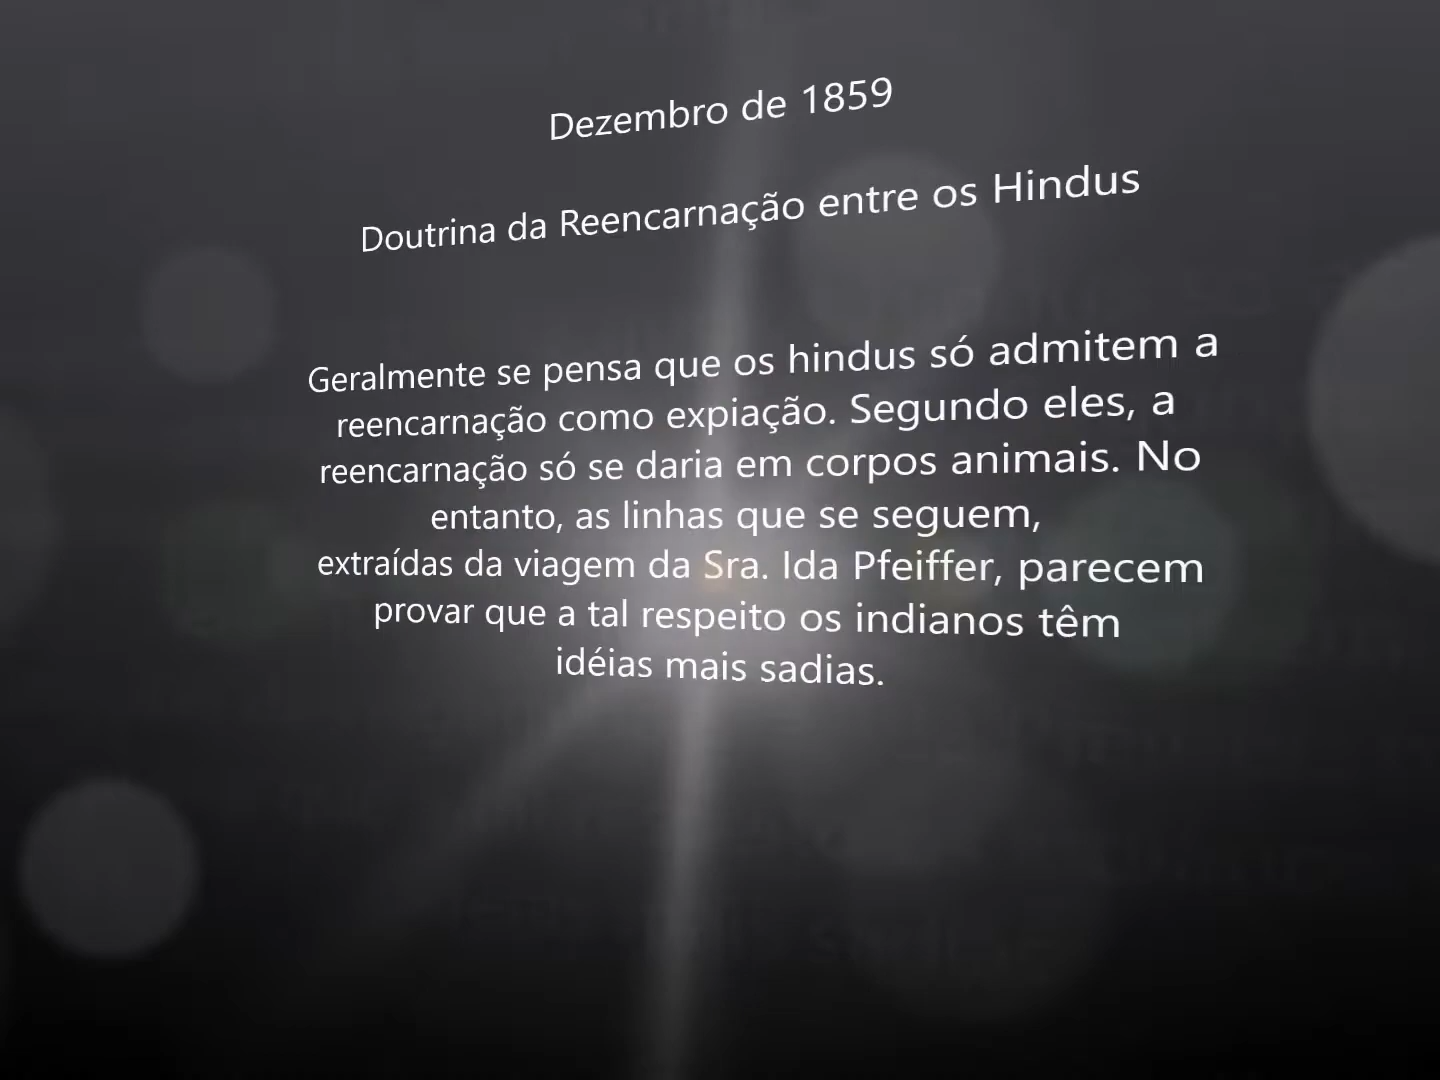 Dezembro de 1859
Doutrina da Reencarnação entre os Hindus
Geralmente se pensa que os hindus só admitem a
reencarnação como expiação. Segundo eles, a
reencarnação só se daria em corpos animais. No
entanto, as linhas que se seguem,
extraídas da viagem da Sra. Ida Pfeiffer, parecem
provar que a tal respeito os indianos têm
idéias mais sadias.